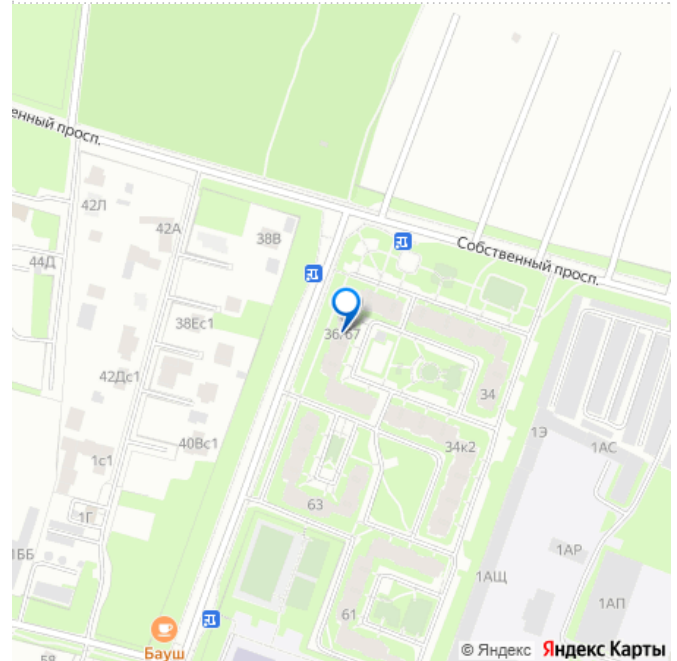 енный просп.
42Л
42А
38В
Собственный просп.
44Д
38Ес1
36/67
42Дс1
34
1Э
1АС
40Вс1
34к2
1с1
63
1Г
1ББ
1АР
1АЩ
1АП
61
Бауш
58
© Яндекс Яндекс Карты